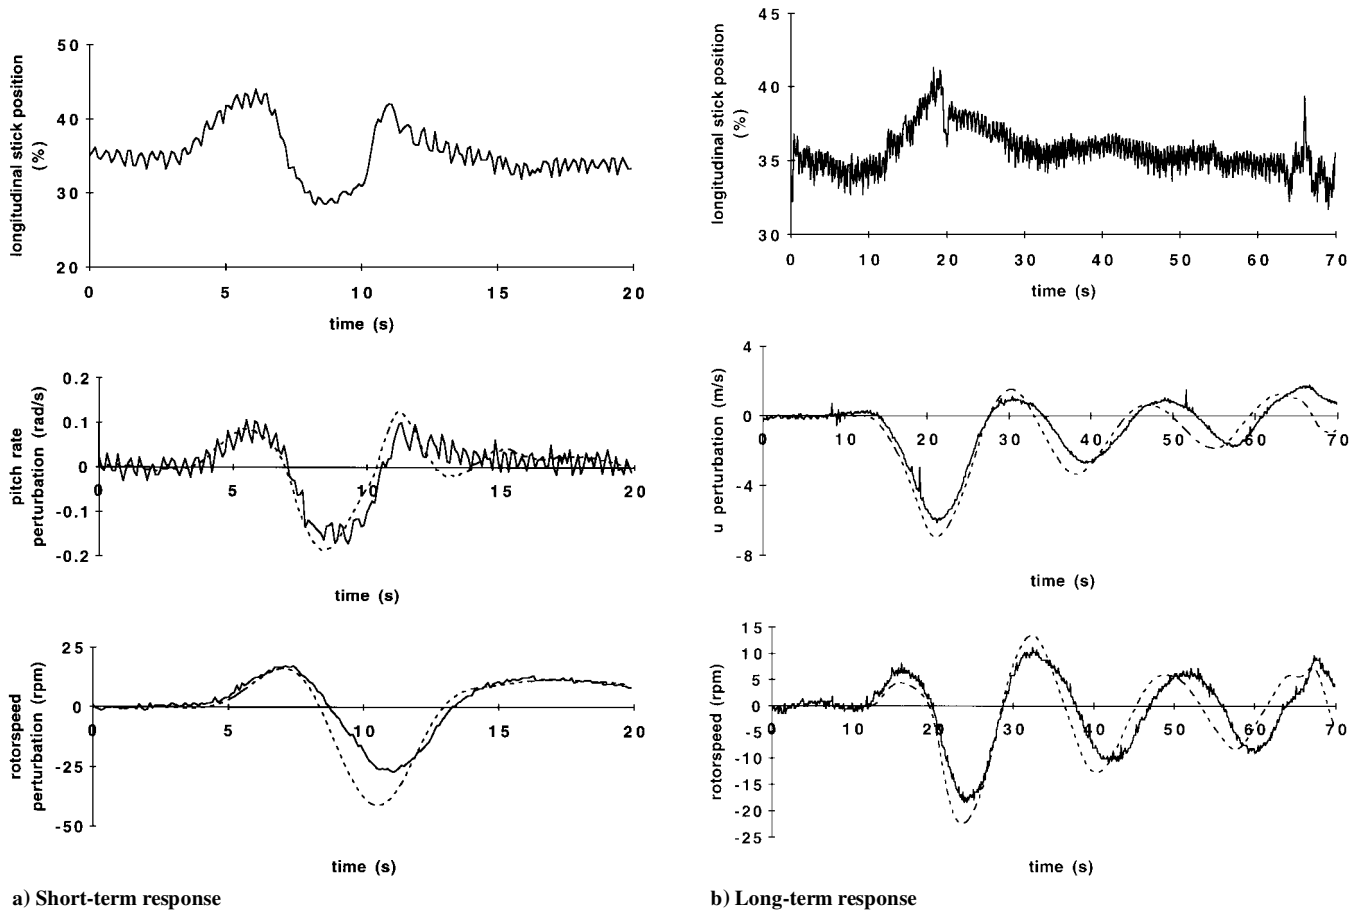 longitudinal stick position
(%)
50
40
30
20
0 5 10 15 20
time (s)
pitch rate
perturbation (rad/s)
0.2
0.1
0
-0.1
-0.2
0 5 10 15 20
time (s)
rotorspeed
perturbation (rpm)
25
0
-25
-50
0 5 10 15 20
time (s)
a) Short-term response
longitudinal stick position
(%)
45
40
35
30
0 10 20 30 40 50 60 70
time (s)
u perturbation (m/s)
4
0
-4
-8
0 10 20 30 40 50 60 70
time (s)
rotorspeed (rpm)
15
10
5
0
-5
-10
-15
-20
-25
0 10 20 30 40 50 60 70
time (s)
b) Long-term response